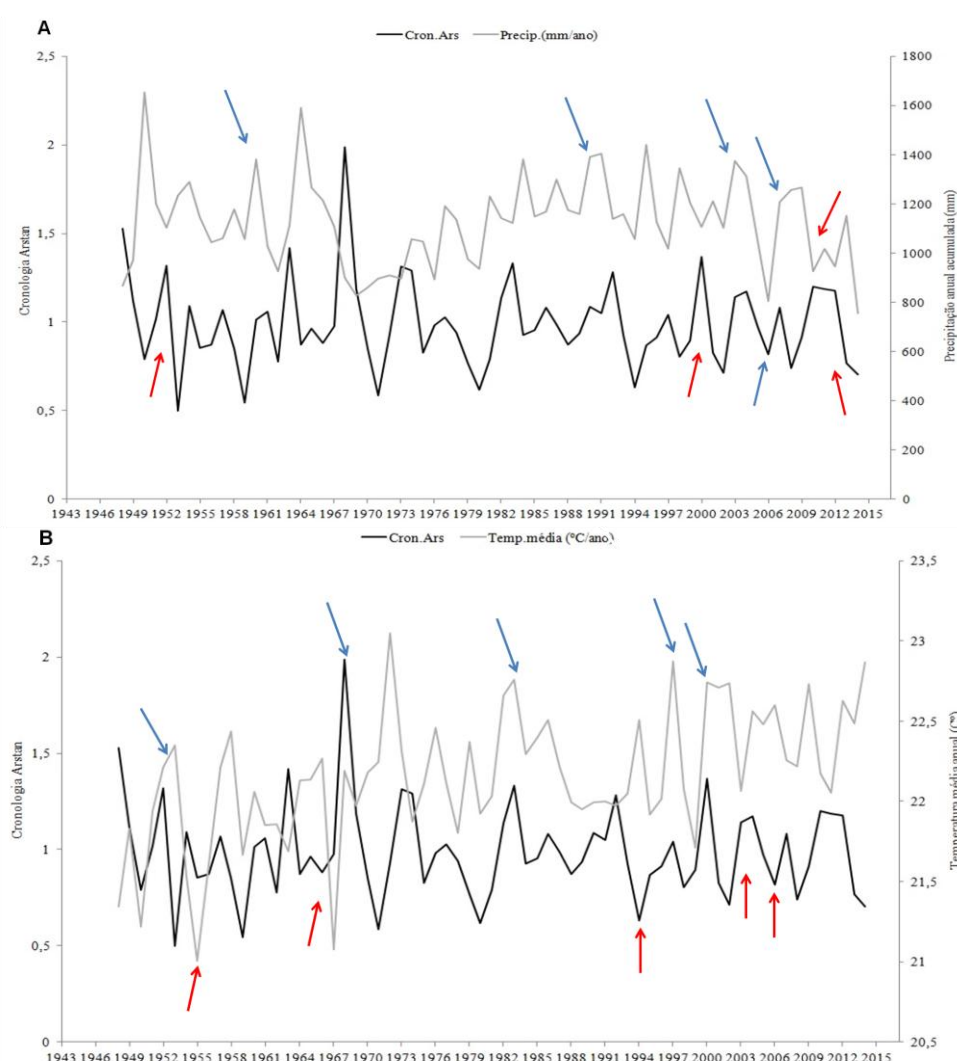 A
Cron.Ars Precip.(mm/ano)
2,5
2
1,5
1
0,5
0
Cronologia Arstan
1800
1600
1400
1200
1000
800
600
400
200
0
Precipitação anual acumulada(mm)
1943 1946 1949 1952 1955 1958 1961 1964 1967 1970 1973 1976 1979 1982 1985 1988 1991 1994 1997 2000 2003 2006 2009 2012 2015
B
Cron.Ars Temp.média (ºC/ano)
2,5
2
1,5
1
0,5
0
Cronologia Arstan
23,5
23
22,5
22
21,5
21
20,5
Temperatura média anual (Cº)
1943 1946 1949 1952 1955 1958 1961 1964 1967 1970 1973 1976 1979 1982 1985 1988 1991 1994 1997 2000 2003 2006 2009 2012 2015